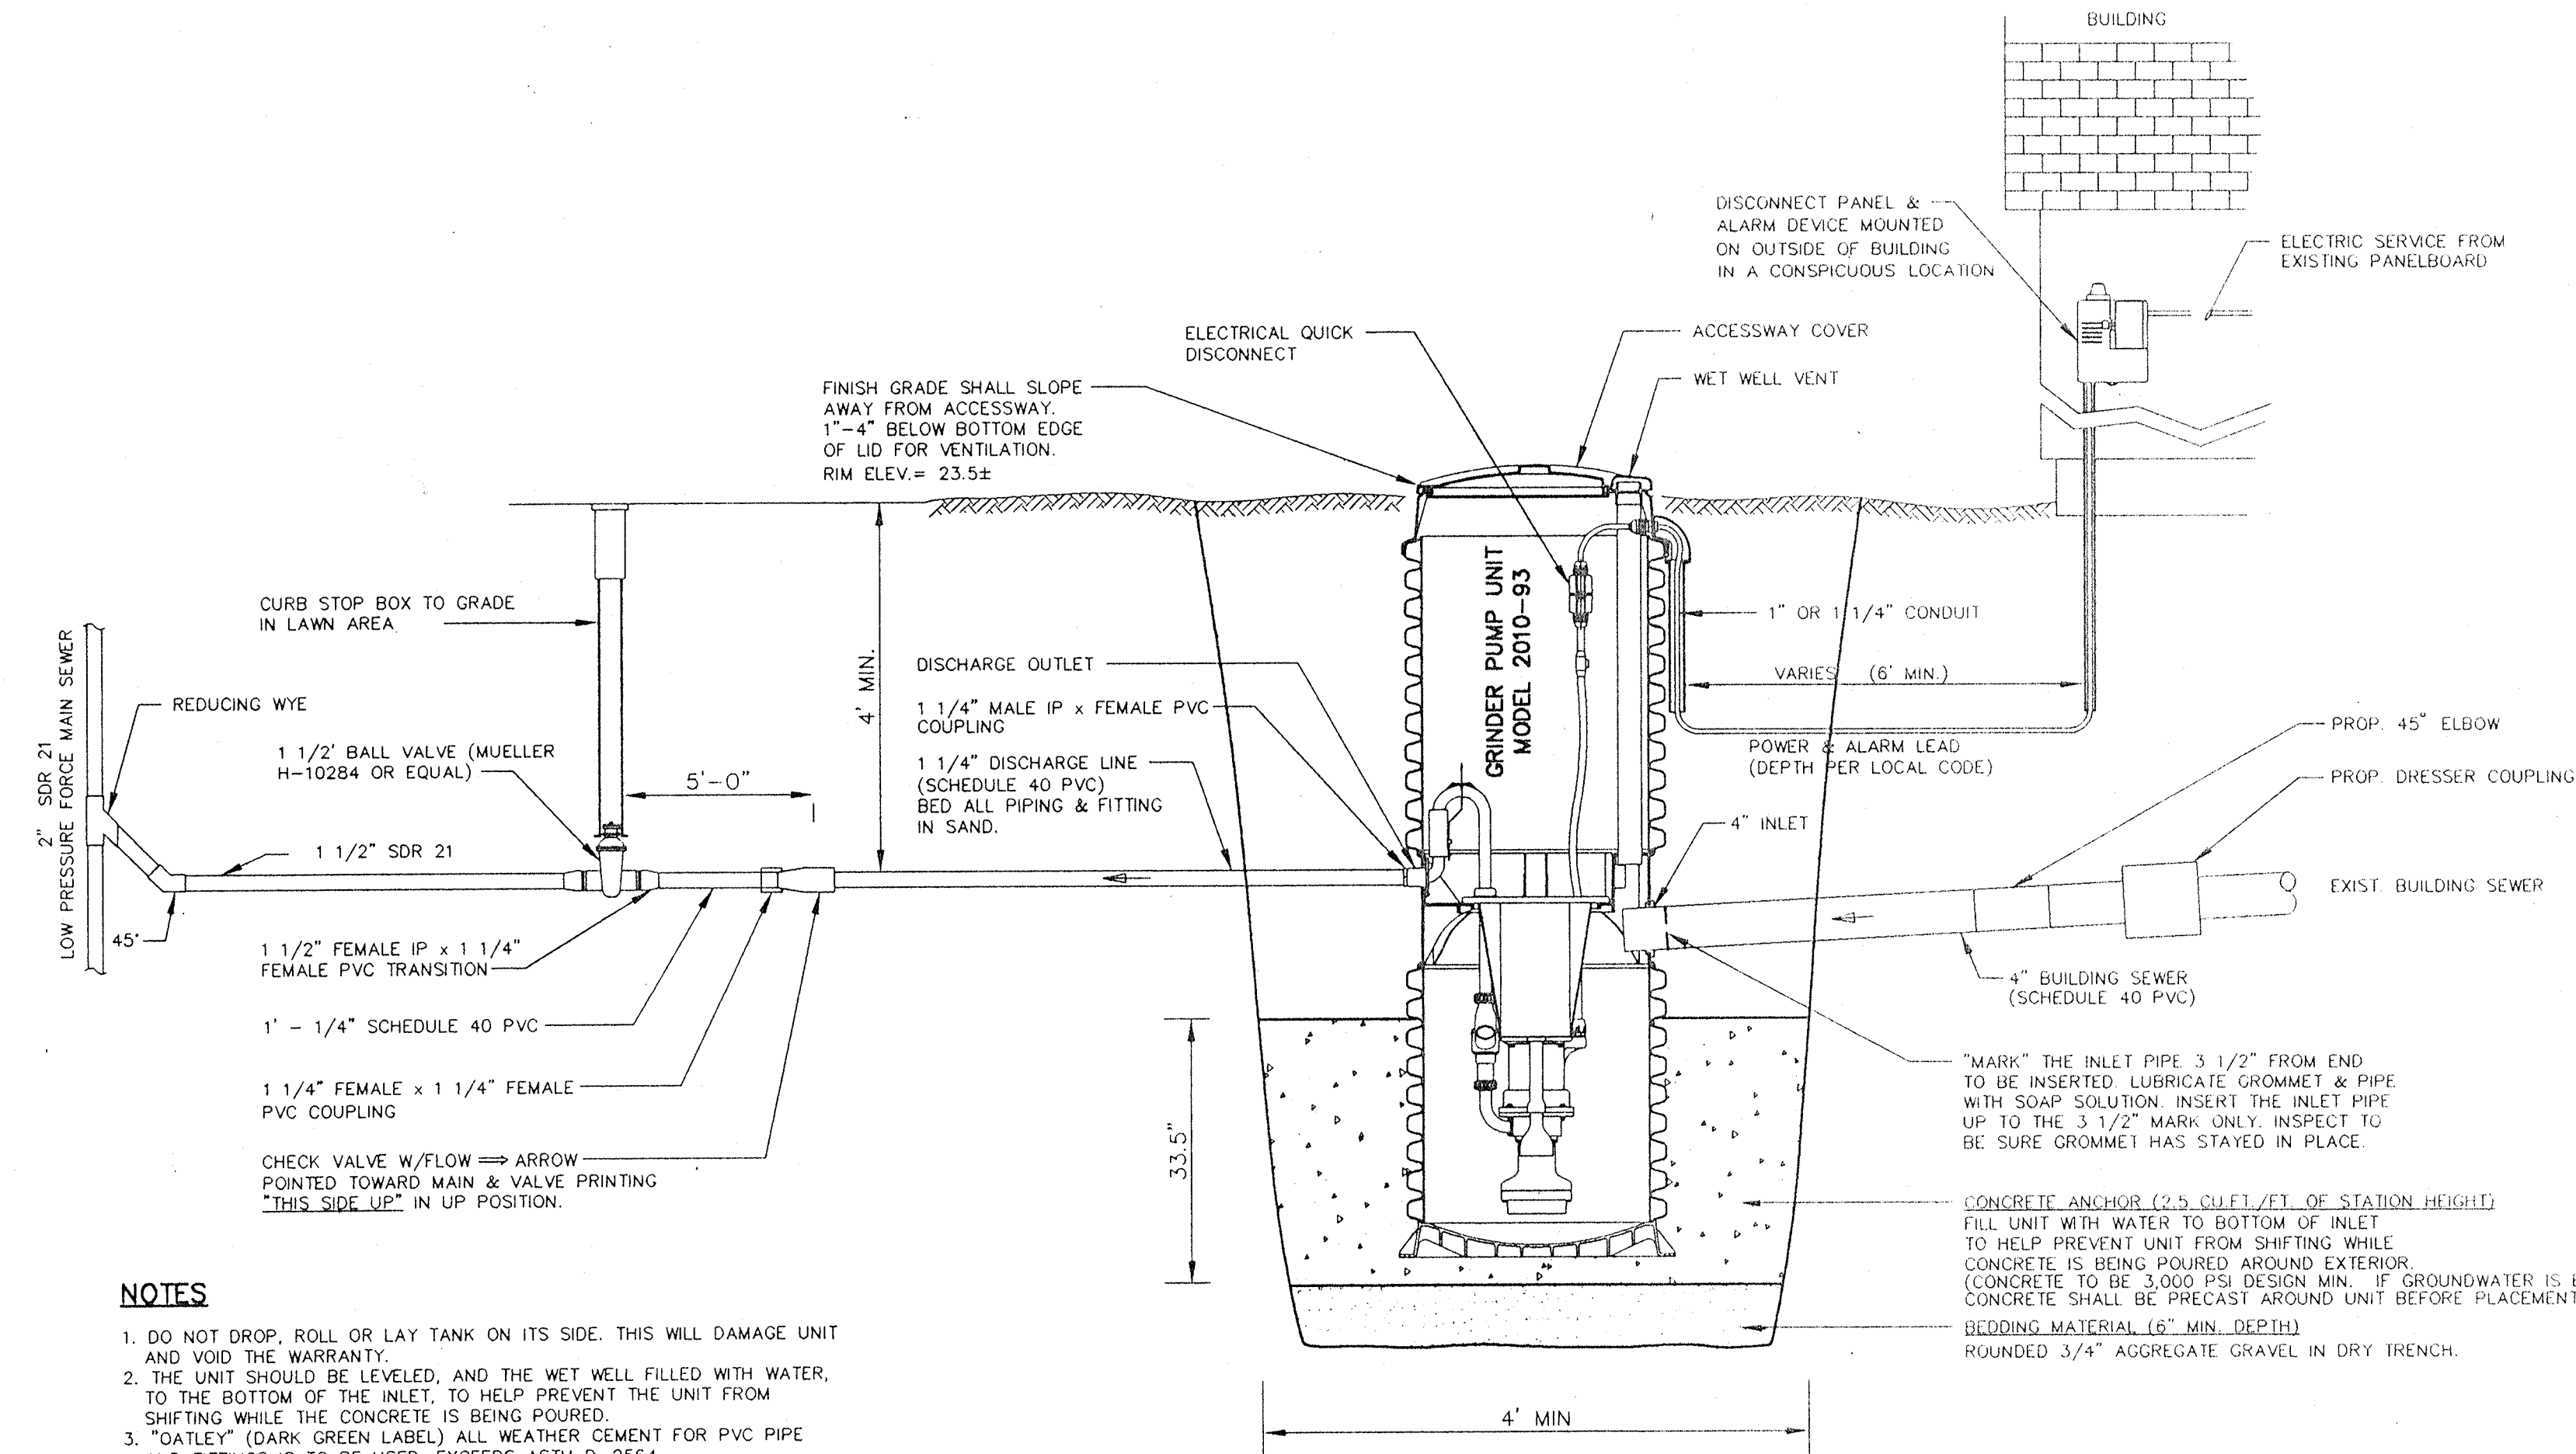 BUILDING
DISCONNECT PANEL &
ALARM DEVICE MOUNTED
ON OUTSIDE OF BUILDING
IN A CONSPICUOUS LOCATION
ELECTRIC SERVICE FROM
EXISTING PANELBOARD
ELECTRICAL QUICK
DISCONNECT
ACCESSWAY COVER
WET WELL VENT
FINISH GRADE SHALL SLOPE
AWAY FROM ACCESSWAY.
1"-4" BELOW BOTTOM EDGE
OF LID FOR VENTILATION.
RIM ELEV.= 23.5±
CURB STOP BOX TO GRADE
IN LAWN AREA
2" SDR 21
LOW PRESSURE FORCE MAIN SEWER
REDUCING WYE
1 1/2' BALL VALVE (MUELLER
H-10284 OR EQUAL)
5'-0"
4' MIN.
1 1/2" SDR 21
45°
DISCHARGE OUTLET
1 1/4" MALE IP x FEMALE PVC
COUPLING
1 1/4" DISCHARGE LINE
(SCHEDULE 40 PVC)
BED ALL PIPING & FITTING
IN SAND.
GRINDER PUMP UNIT
MODEL 2010-93
1" OR 1 1/4" CONDUIT
VARIES (6' MIN.)
POWER & ALARM LEAD
(DEPTH PER LOCAL CODE)
4" INLET
PROP. 45° ELBOW
PROP. DRESSER COUPLING
EXIST. BUILDING SEWER
4" BUILDING SEWER
(SCHEDULE 40 PVC)
1 1/2" FEMALE IP x 1 1/4"
FEMALE PVC TRANSITION
1' - 1/4" SCHEDULE 40 PVC
1 1/4" FEMALE x 1 1/4" FEMALE
PVC COUPLING
CHECK VALVE W/FLOW ⇒ ARROW
POINTED TOWARD MAIN & VALVE PRINTING
"THIS SIDE UP" IN UP POSITION.
33.5"
"MARK" THE INLET PIPE 3 1/2" FROM END
TO BE INSERTED. LUBRICATE GROMMET & PIPE
WITH SOAP SOLUTION. INSERT THE INLET PIPE
UP TO THE 3 1/2" MARK ONLY. INSPECT TO
BE SURE GROMMET HAS STAYED IN PLACE.
CONCRETE ANCHOR (2.5 CU.FT./FT. OF STATION HEIGHT)
FILL UNIT WITH WATER TO BOTTOM OF INLET
TO HELP PREVENT UNIT FROM SHIFTING WHILE
CONCRETE IS BEING POURED AROUND EXTERIOR.
(CONCRETE TO BE 3,000 PSI DESIGN MIN. IF GROUNDWATER IS
CONCRETE SHALL BE PRECAST AROUND UNIT BEFORE PLACEMENT
BEDDING MATERIAL (6" MIN. DEPTH)
ROUNDED 3/4" AGGREGATE GRAVEL IN DRY TRENCH.
4' MIN
NOTES
1. DO NOT DROP, ROLL OR LAY TANK ON ITS SIDE. THIS WILL DAMAGE UNIT
AND VOID THE WARRANTY.
2. THE UNIT SHOULD BE LEVELED, AND THE WET WELL FILLED WITH WATER,
TO THE BOTTOM OF THE INLET, TO HELP PREVENT THE UNIT FROM
SHIFTING WHILE THE CONCRETE IS BEING POURED.
3. "OATLEY" (DARK GREEN LABEL) ALL WEATHER CEMENT FOR PVC PIPE